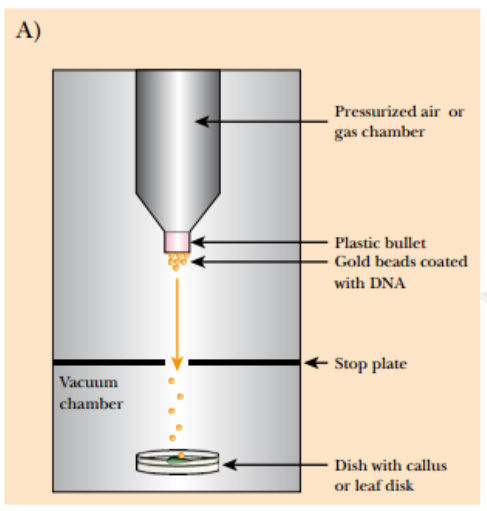 A)
Pressurized air or
gas chamber
Plastic bullet
Gold beads coated
with DNA
Stop plate
Vacuum
chamber
Dish with callus
or leaf disk